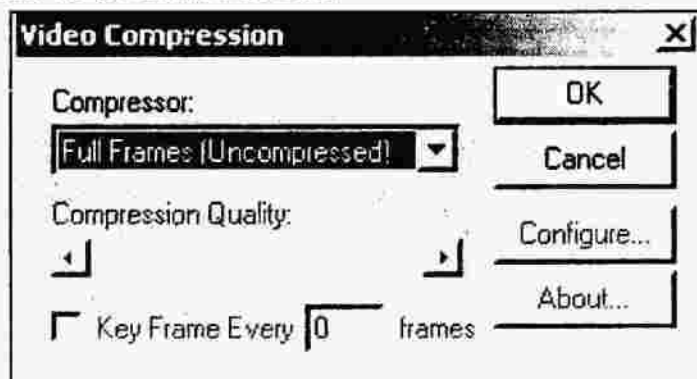 Video Compression
OK
Compressor:
Full Frames (Uncompressed)
Cancel
Compression Quality:
Configure...
About...
Key Frame Every 0 frames